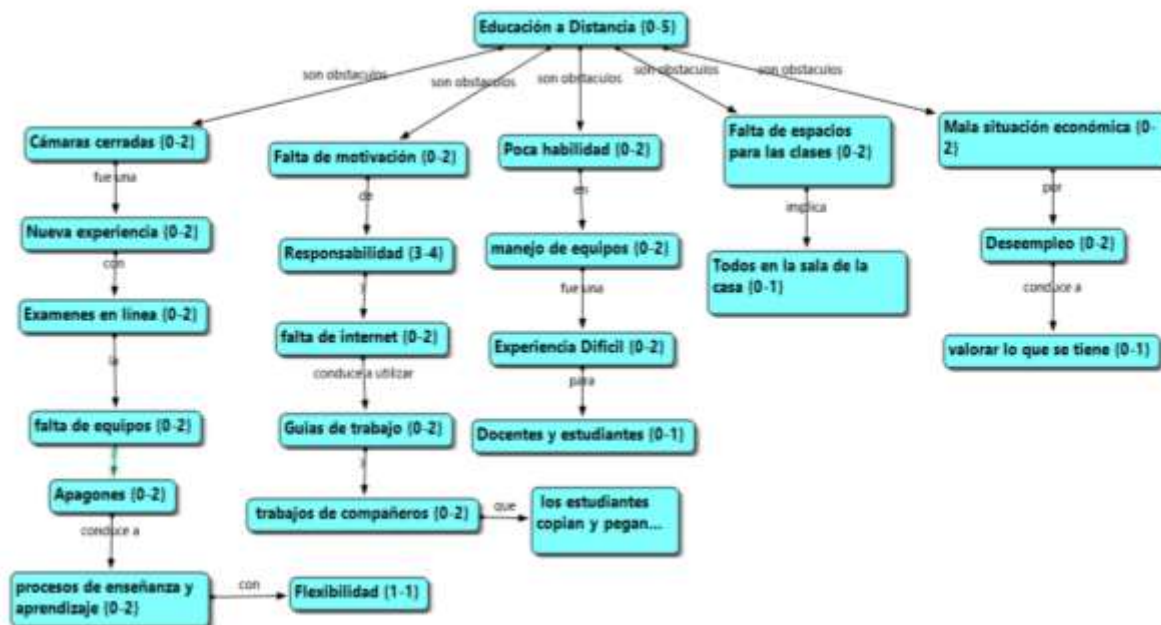 Educación a Distancia {0-5}
son obstaculos
son obstaculos
son obstaculos
son obstaculos
son obstaculos
Cámaras cerradas {0-2}
Falta de motivación {0-2}
Poca habilidad {0-2}
Falta de espacios
para las clases {0-2}
Mala situación económica {0-
2}
fue una
de
en
implica
por
Nueva experiencia {0-2}
Responsabilidad {3-4}
manejo de equipos {0-2}
Todos en la sala de la
casa {0-1}
Deseempleo {0-2}
con
y
fue una
conduce a
Examenes en línea {0-2}
falta de internet {0-2}
Experiencia Dificil {0-2}
valorar lo que se tiene {0-1}
la
conduce a utilizar
para
falta de equipos {0-2}
Guias de trabajo {0-2}
Docentes y estudiantes {0-1}
y
Apagones {0-2}
trabajos de compañeros {0-2}
que
los estudiantes
copian y pegan...
conduce a
procesos de enseñanza y
aprendizaje {0-2}
con
Flexibilidad {1-1}